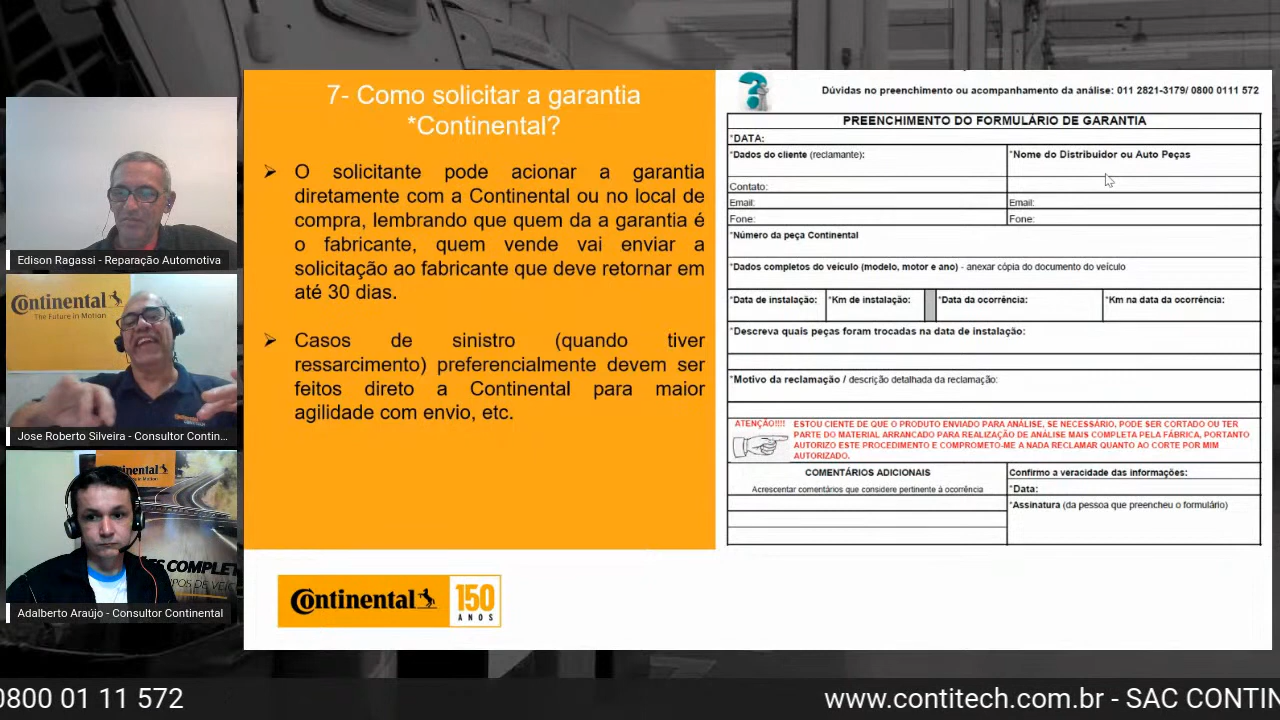 Edison Ragassi - Reparação Automotiva
Continental
The Future in Motion
Jose Roberto Silveira - Consultor Contin...
Adalberto Araújo - Consultor Continental
7- Como solicitar a garantia
*Continental?
O solicitante pode acionar a garantia
diretamente com a Continental ou no local de
compra, lembrando que quem da a garantia é
o fabricante, quem vende vai enviar a
solicitação ao fabricante que deve retornar em
até 30 dias.
Casos de sinistro (quando tiver
ressarcimento) preferencialmente devem ser
feitos direto a Continental para maior
agilidade com envio, etc.
Continental
150
ANOS
Dúvidas no preenchimento ou acompanhamento da análise: 011 2821-3179/ 0800 0111 572
PREENCHIMENTO DO FORMULÁRIO DE GARANTIA
*DATA:
*Dados do cliente (reclamante): *Nome do Distribuidor ou Auto Peças
Contato:
Email: Email:
Fone: Fone:
*Número da peça Continental
*Dados completos do veículo (modelo, motor e ano) - anexar cópia do documento do veículo
*Data de instalação: *Km de instalação: *Data da ocorrência: *Km na data da ocorrência:
*Descreva quais peças foram trocadas na data de instalação:
*Motivo da reclamação / descrição detalhada da reclamação:
ATENÇÃO!!!! ESTOU CIENTE DE QUE O PRODUTO ENVIADO PARA ANÁLISE, SE NECESSÁRIO, PODE SER CORTADO OU TER
PARTE DO MATERIAL ARRANCADO PARA REALIZAÇÃO DE ANÁLISE MAIS COMPLETA PELA FÁBRICA, PORTANTO
AUTORIZO ESTE PROCEDIMENTO E COMPROMETO-ME A NADA RECLAMAR QUANTO AO CORTE POR MIM
AUTORIZADO.
COMENTÁRIOS ADICIONAIS Confirmo a veracidade das informações:
Acrescentar comentários que considere pertinente à ocorrência *Data:
*Assinatura (da pessoa que preencheu o formulário)
0800 01 11 572 www.contitech.com.br - SAC CONTIN